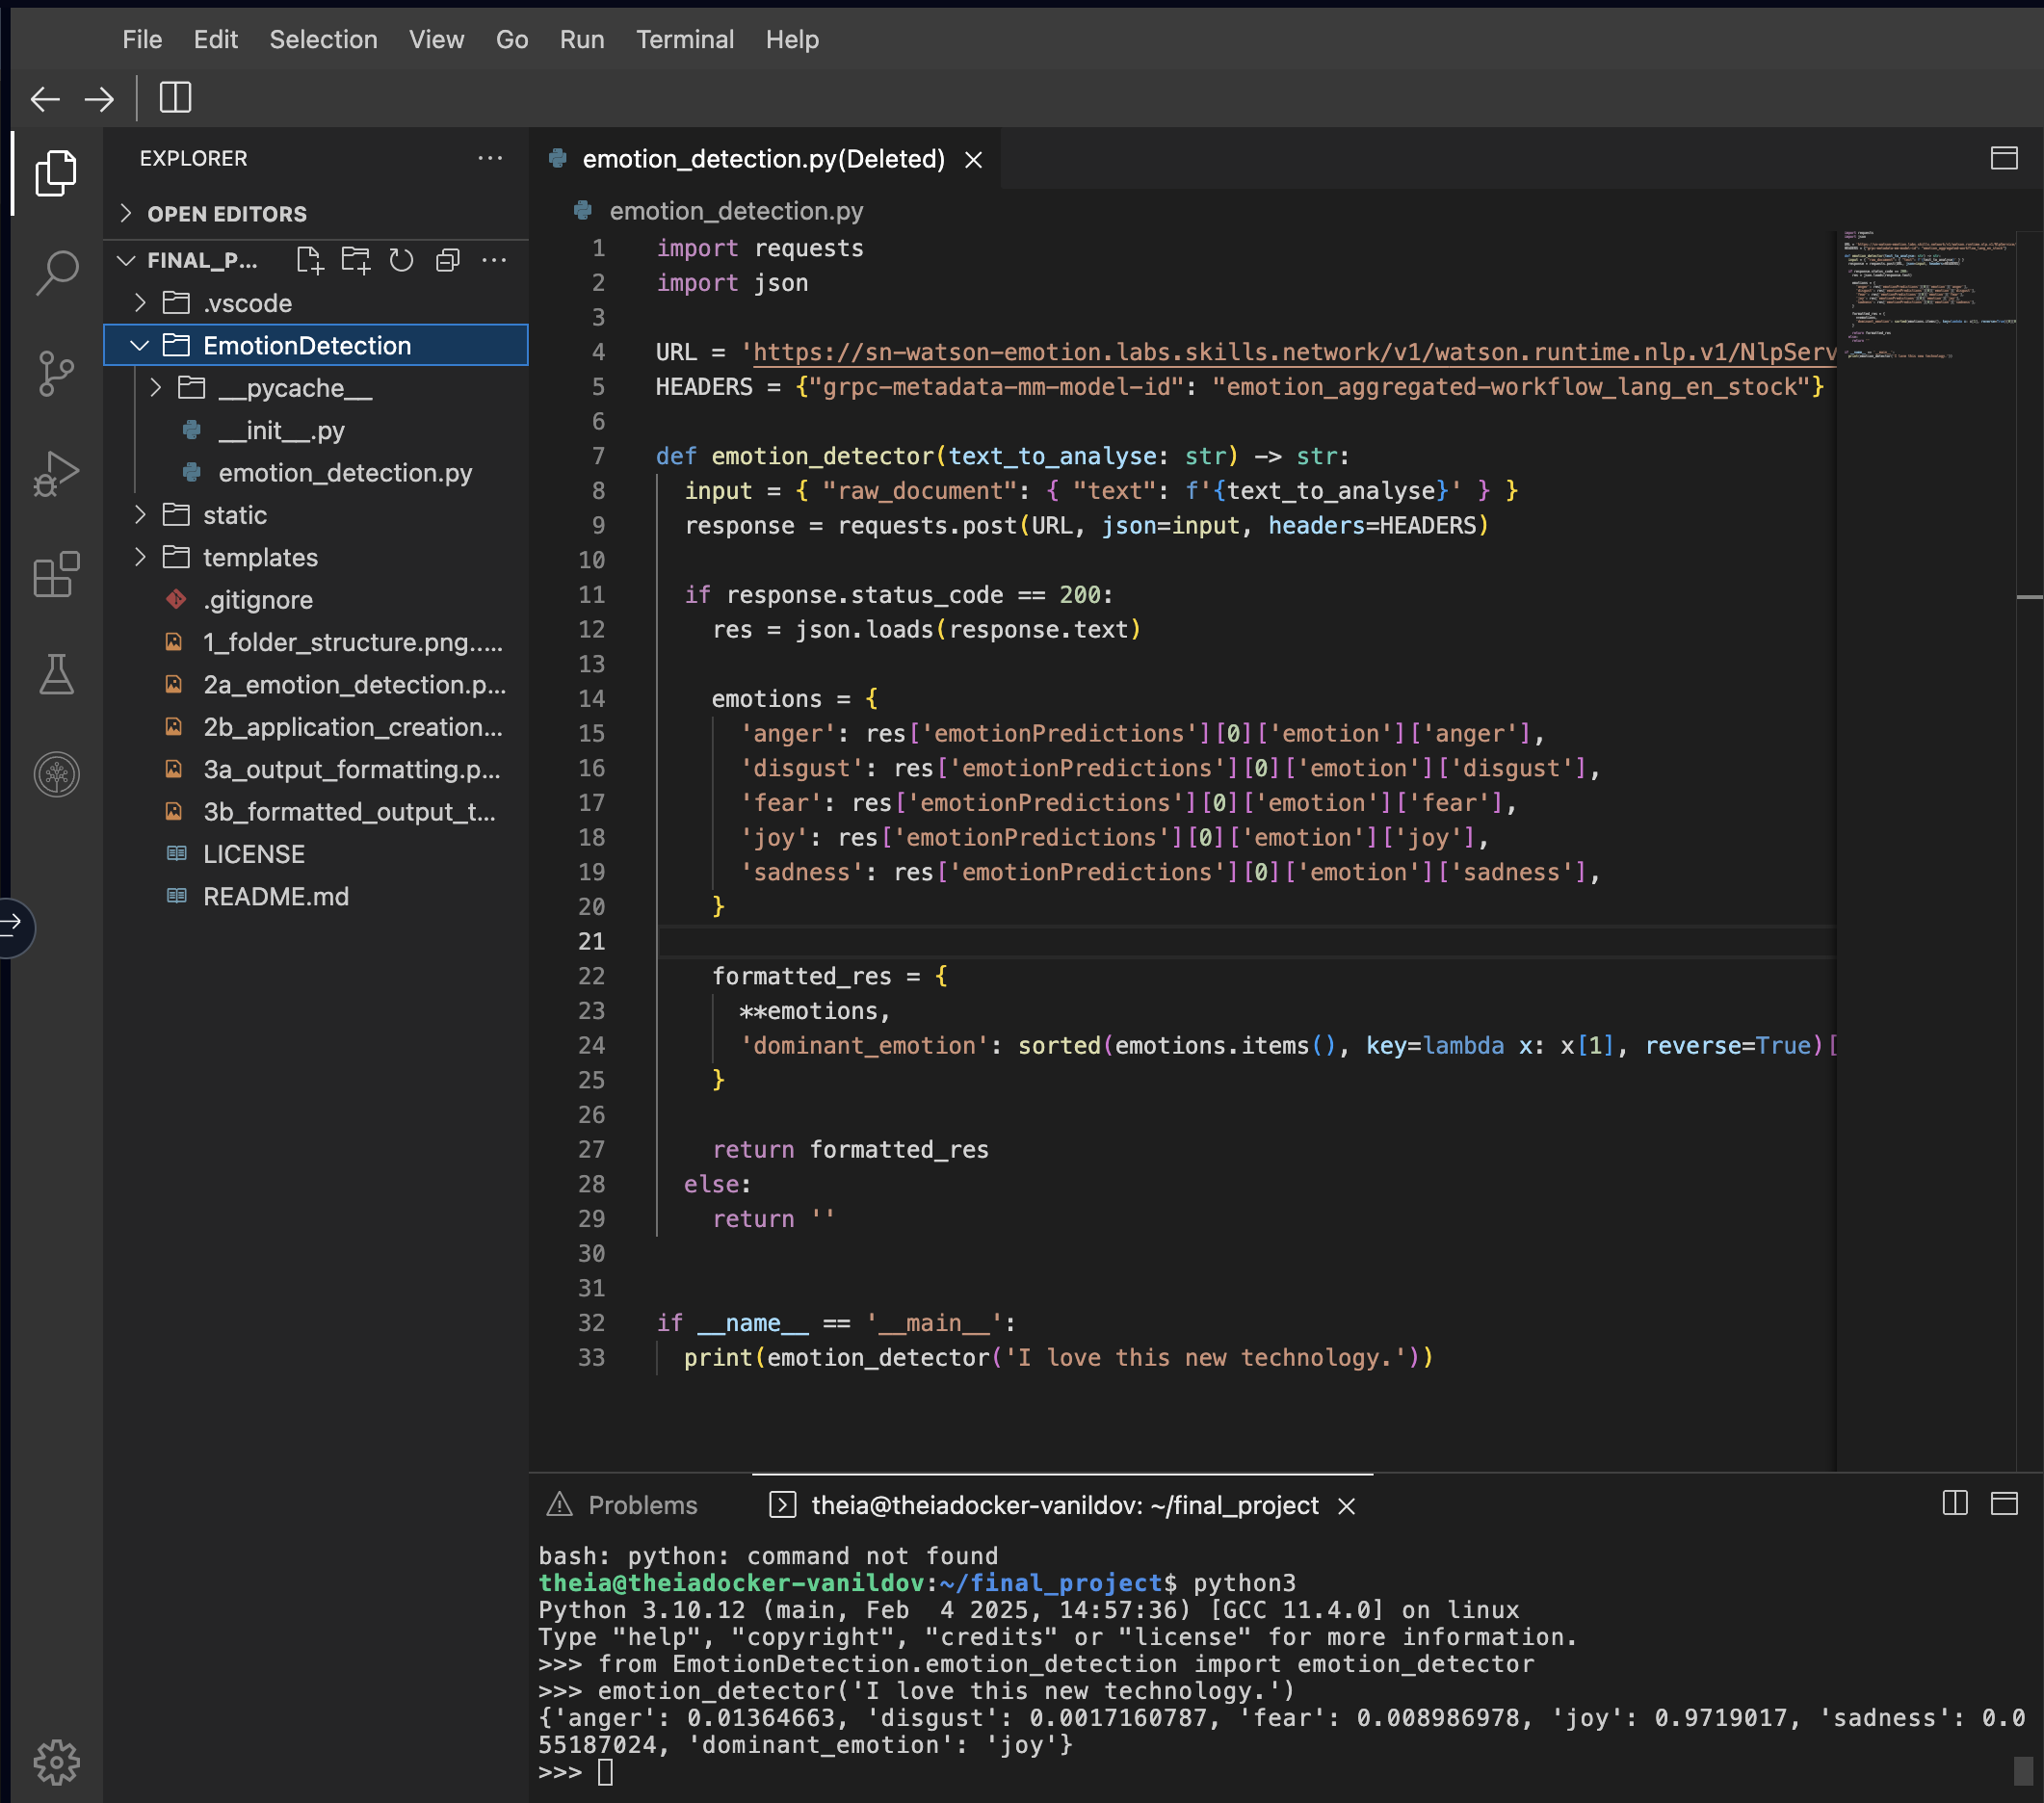 File Edit Selection View Go Run Terminal Help
EXPLORER
OPEN EDITORS
FINAL_P...
.vscode
EmotionDetection
__pycache__
__init__.py
emotion_detection.py
static
templates
.gitignore
1_folder_structure.png.....
2a_emotion_detection.p...
2b_application_creation...
3a_output_formatting.p...
3b_formatted_output_t...
LICENSE
README.md
emotion_detection.py(Deleted)
emotion_detection.py
1 import requests
2 import json
3
4 URL = 'https://sn-watson-emotion.labs.skills.network/v1/watson.runtime.nlp.v1/NlpServ
5 HEADERS = {"grpc-metadata-mm-model-id": "emotion_aggregated-workflow_lang_en_stock"}
6
7 def emotion_detector(text_to_analyse: str) -> str:
8 input = { "raw_document": { "text": f'{text_to_analyse}' } }
9 response = requests.post(URL, json=input, headers=HEADERS)
10
11 if response.status_code == 200:
12 res = json.loads(response.text)
13
14 emotions = {
15 'anger': res['emotionPredictions'][0]['emotion']['anger'],
16 'disgust': res['emotionPredictions'][0]['emotion']['disgust'],
17 'fear': res['emotionPredictions'][0]['emotion']['fear'],
18 'joy': res['emotionPredictions'][0]['emotion']['joy'],
19 'sadness': res['emotionPredictions'][0]['emotion']['sadness'],
20 }
21
22 formatted_res = {
23 **emotions,
24 'dominant_emotion': sorted(emotions.items(), key=lambda x: x[1], reverse=True)[
25 }
26
27 return formatted_res
28 else:
29 return ''
30
31
32 if __name__ == '__main__':
33 print(emotion_detector('I love this new technology.'))
Problems
theia@theiadocker-vanildov: ~/final_project
bash: python: command not found
theia@theiadocker-vanildov:~/final_project$ python3
Python 3.10.12 (main, Feb  4 2025, 14:57:36) [GCC 11.4.0] on linux
Type "help", "copyright", "credits" or "license" for more information.
>>> from EmotionDetection.emotion_detection import emotion_detector
>>> emotion_detector('I love this new technology.')
{'anger': 0.01364663, 'disgust': 0.0017160787, 'fear': 0.008986978, 'joy': 0.9719017, 'sadness': 0.0
55187024, 'dominant_emotion': 'joy'}
>>>